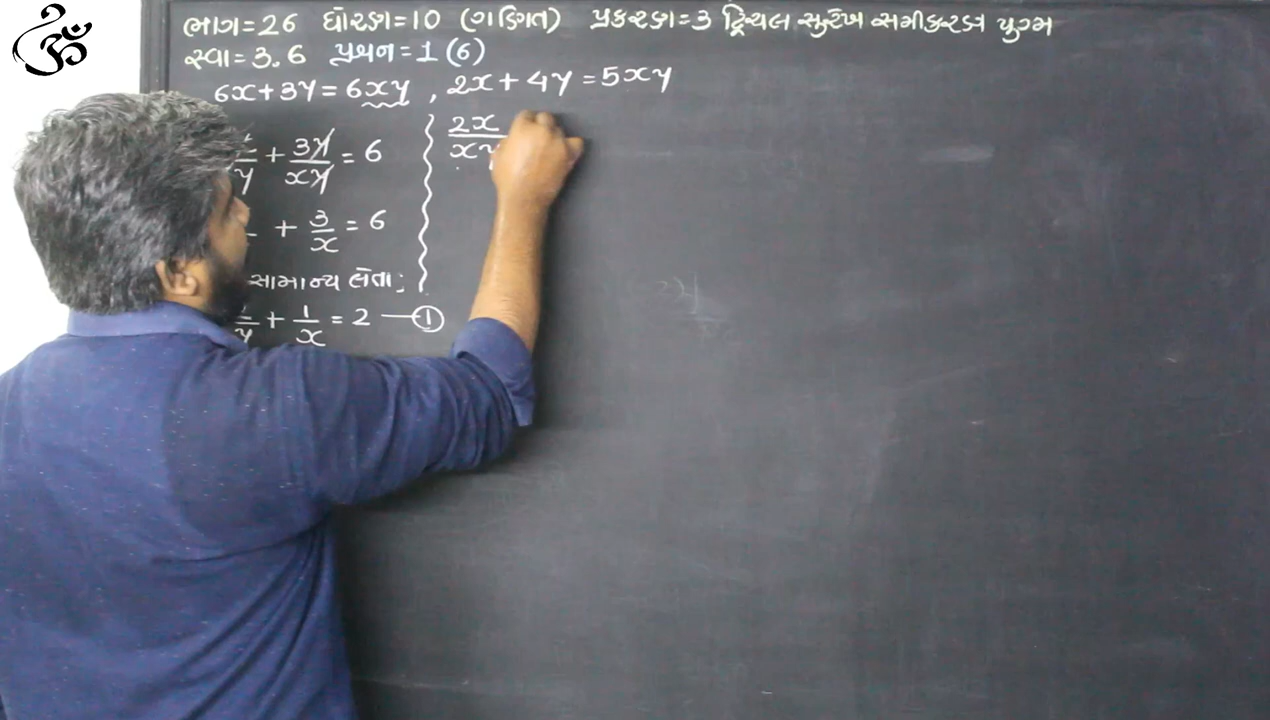 ॐ
ભાગ=26 ધોરણ=10 (ગણિત) પ્રકરણ=3 દ્વિચલ સુરેખ સમીકરણ યુગ્મ
સ્વા=3.6 પ્રશ્ન=1(6)
6x+3y=6xy , 2x+4y=5xy
+ 3y/xy = 6
2x/xy
+ 3/x = 6
સામાન્ય લેતા;
1/y + 1/x = 2 —①